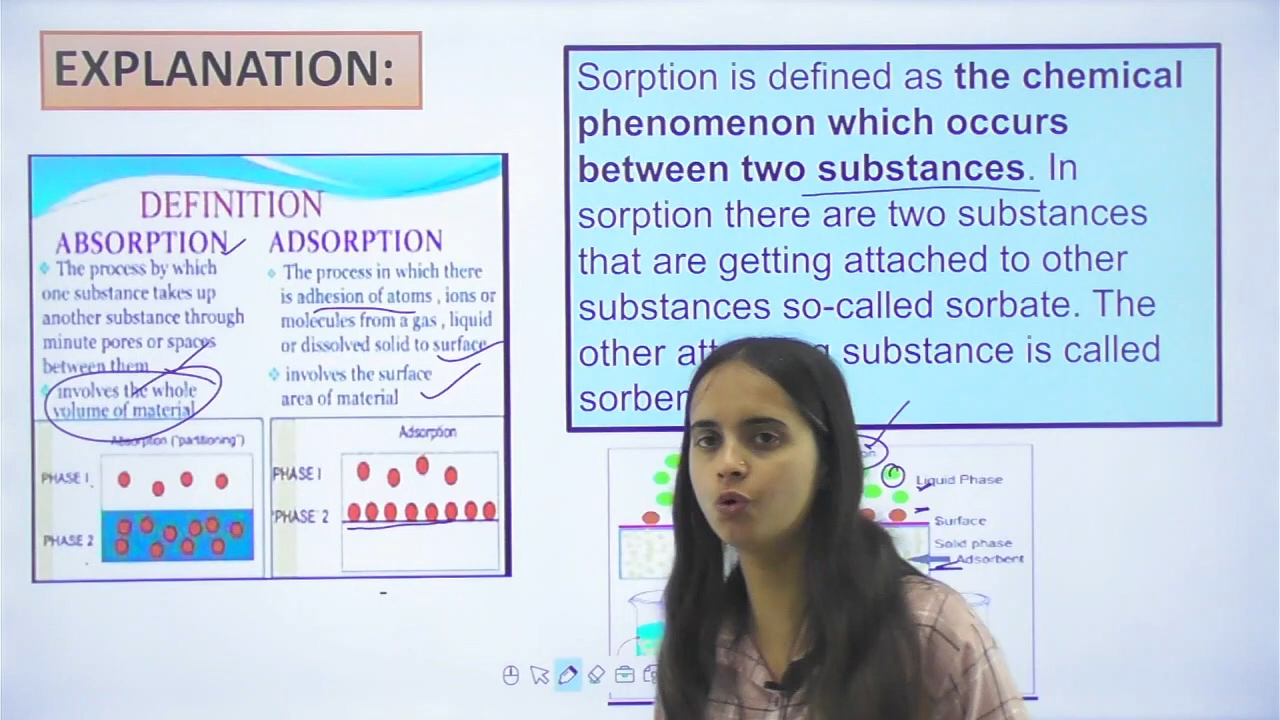 EXPLANATION:
DEFINITION
ABSORPTION
The process by which
one substance takes up
another substance through
minute pores or spaces
between them
involves the whole
volume of material
ADSORPTION
The process in which there
is adhesion of atoms , ions or
molecules from a gas , liquid
or dissolved solid to surface
involves the surface
area of material
Absorption ("partitioning")
PHASE 1
PHASE 2
Adsorption
PHASE 1
PHASE 2
Sorption is defined as the chemical
phenomenon which occurs
between two substances. In
sorption there are two substances
that are getting attached to other
substances so-called sorbate. The
other substance is called
Liquid Phase
Surface
Solid phase
Adsorbent